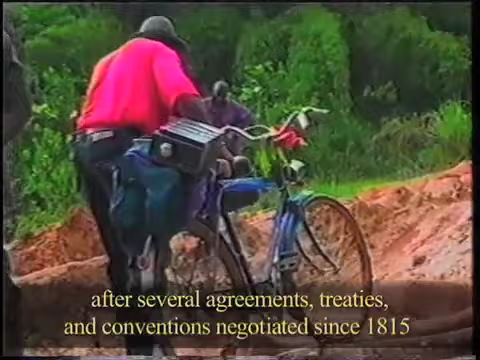 after several agreements, treaties,
and conventions negotiated since 1815